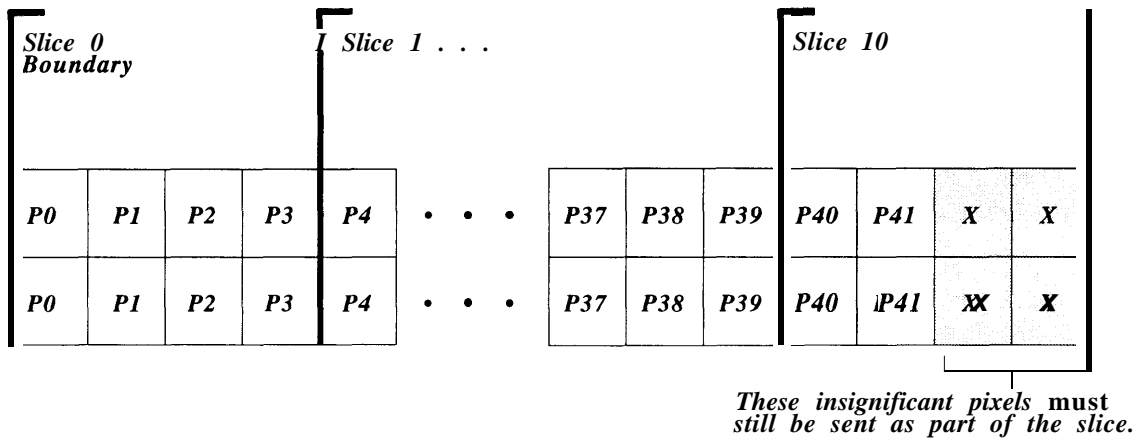 Slice 0
Boundary
I Slice 1 . . .
Slice 10
P0 P1 P2 P3 P4 • • • P37 P38 P39 P40 P41 X X
P0 P1 P2 P3 P4 • • • P37 P38 P39 P40 P41 XX X
These insignificant pixels must
still be sent as part of the slice.